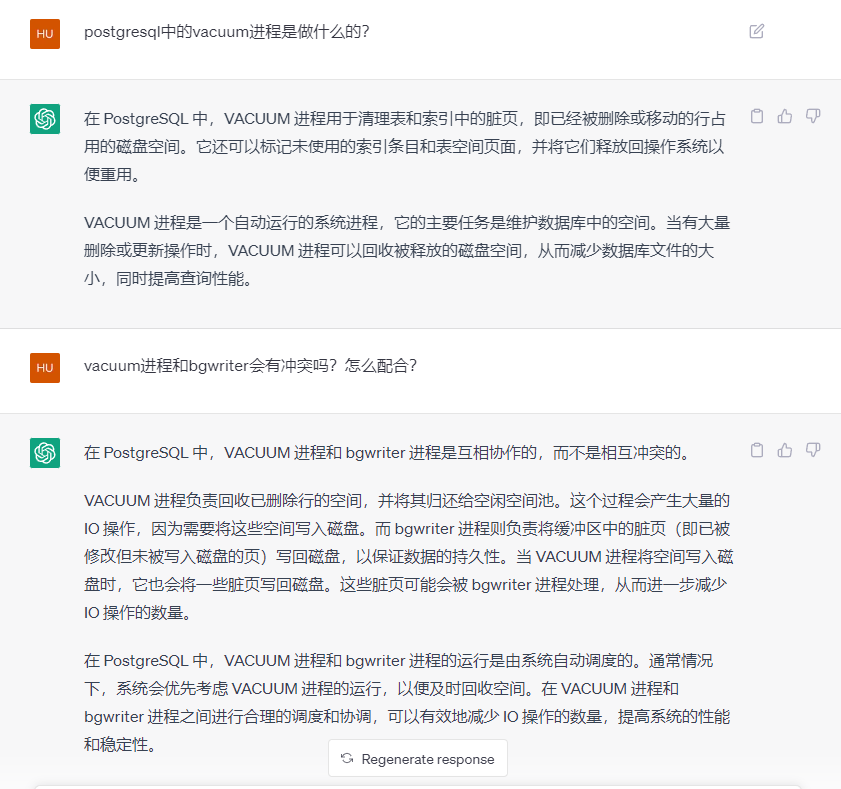 HU
postgresql中的vacuum进程是做什么的？
在 PostgreSQL 中，VACUUM 进程用于清理表和索引中的脏页，即已经被删除或移动的行占
用的磁盘空间。它还可以标记未使用的索引条目和表空间页面，并将它们释放回操作系统以
便重用。
VACUUM 进程是一个自动运行的系统进程，它的主要任务是维护数据库中的空间。当有大量
删除或更新操作时，VACUUM 进程可以回收被释放的磁盘空间，从而减少数据库文件的大
小，同时提高查询性能。
HU
vacuum进程和bgwriter会有冲突吗？怎么配合？
在 PostgreSQL 中，VACUUM 进程和 bgwriter 进程是互相协作的，而不是相互冲突的。
VACUUM 进程负责回收已删除行的空间，并将其归还给空闲空间池。这个过程会产生大量的
IO 操作，因为需要将这些空间写入磁盘。而 bgwriter 进程则负责将缓冲区中的脏页（即已被
修改但未被写入磁盘的页）写回磁盘，以保证数据的持久性。当 VACUUM 进程将空间写入磁
盘时，它也会将一些脏页写回磁盘。这些脏页可能会被 bgwriter 进程处理，从而进一步减少
IO 操作的数量。
在 PostgreSQL 中，VACUUM 进程和 bgwriter 进程的运行是由系统自动调度的。通常情况
下，系统会优先考虑 VACUUM 进程的运行，以便及时回收空间。在 VACUUM 进程和
bgwriter 进程之间进行合理的调度和协调，可以有效地减少 IO 操作的数量，提高系统的性能
和稳定性。
Regenerate response